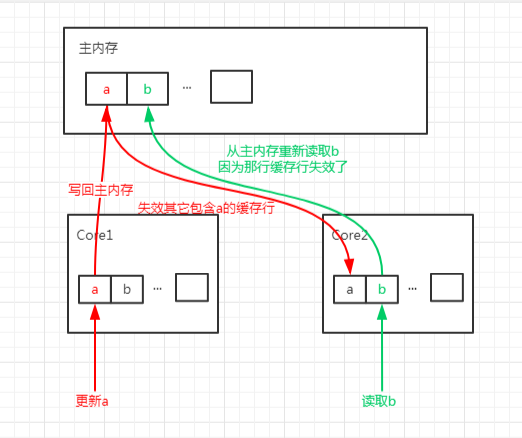 主内存
a b ...
从主内存重新读取b
因为那行缓存行失效了
写回主内存
失效其它包含a的缓存行
Core1
Core2
a b ...
a b ...
更新a
读取b